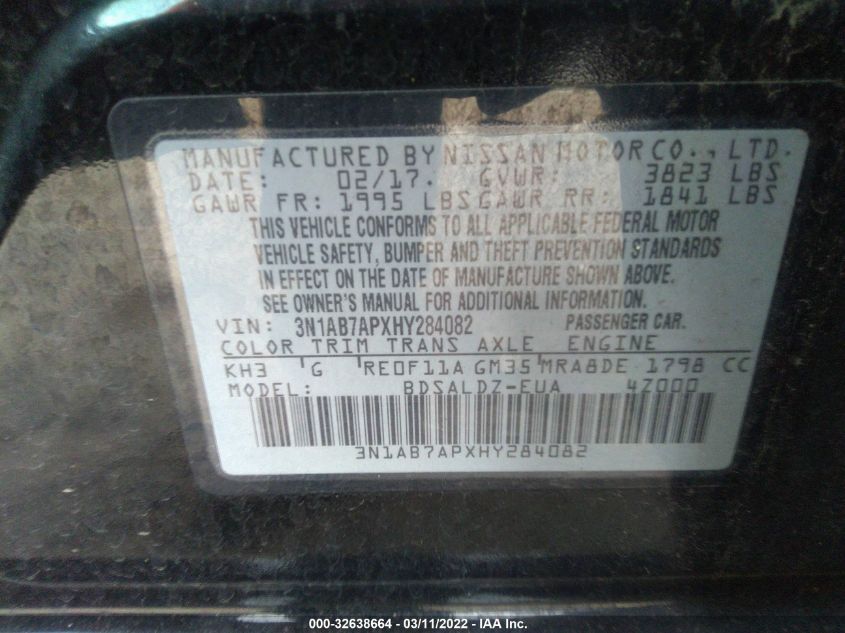 MANUFACTURED BY NISSAN MOTOR CO., LTD.
DATE: 02/17. GVWR: 3823 LBS
GAWR FR: 1995 LBS GAWR RR: 1841 LBS
THIS VEHICLE CONFORMS TO ALL APPLICABLE FEDERAL MOTOR
VEHICLE SAFETY, BUMPER AND THEFT PREVENTION STANDARDS
IN EFFECT ON THE DATE OF MANUFACTURE SHOWN ABOVE.
SEE OWNER'S MANUAL FOR ADDITIONAL INFORMATION.
VIN: 3N1AB7APXHY284082 PASSENGER CAR.
COLOR TRIM TRANS AXLE ENGINE
KH3 G RE0F11A GM35 MRA8DE 1798 CC
MODEL: BDSALDZ-EUA 4Z000
3N1AB7APXHY284082
000-32638664 - 03/11/2022 - IAA Inc.